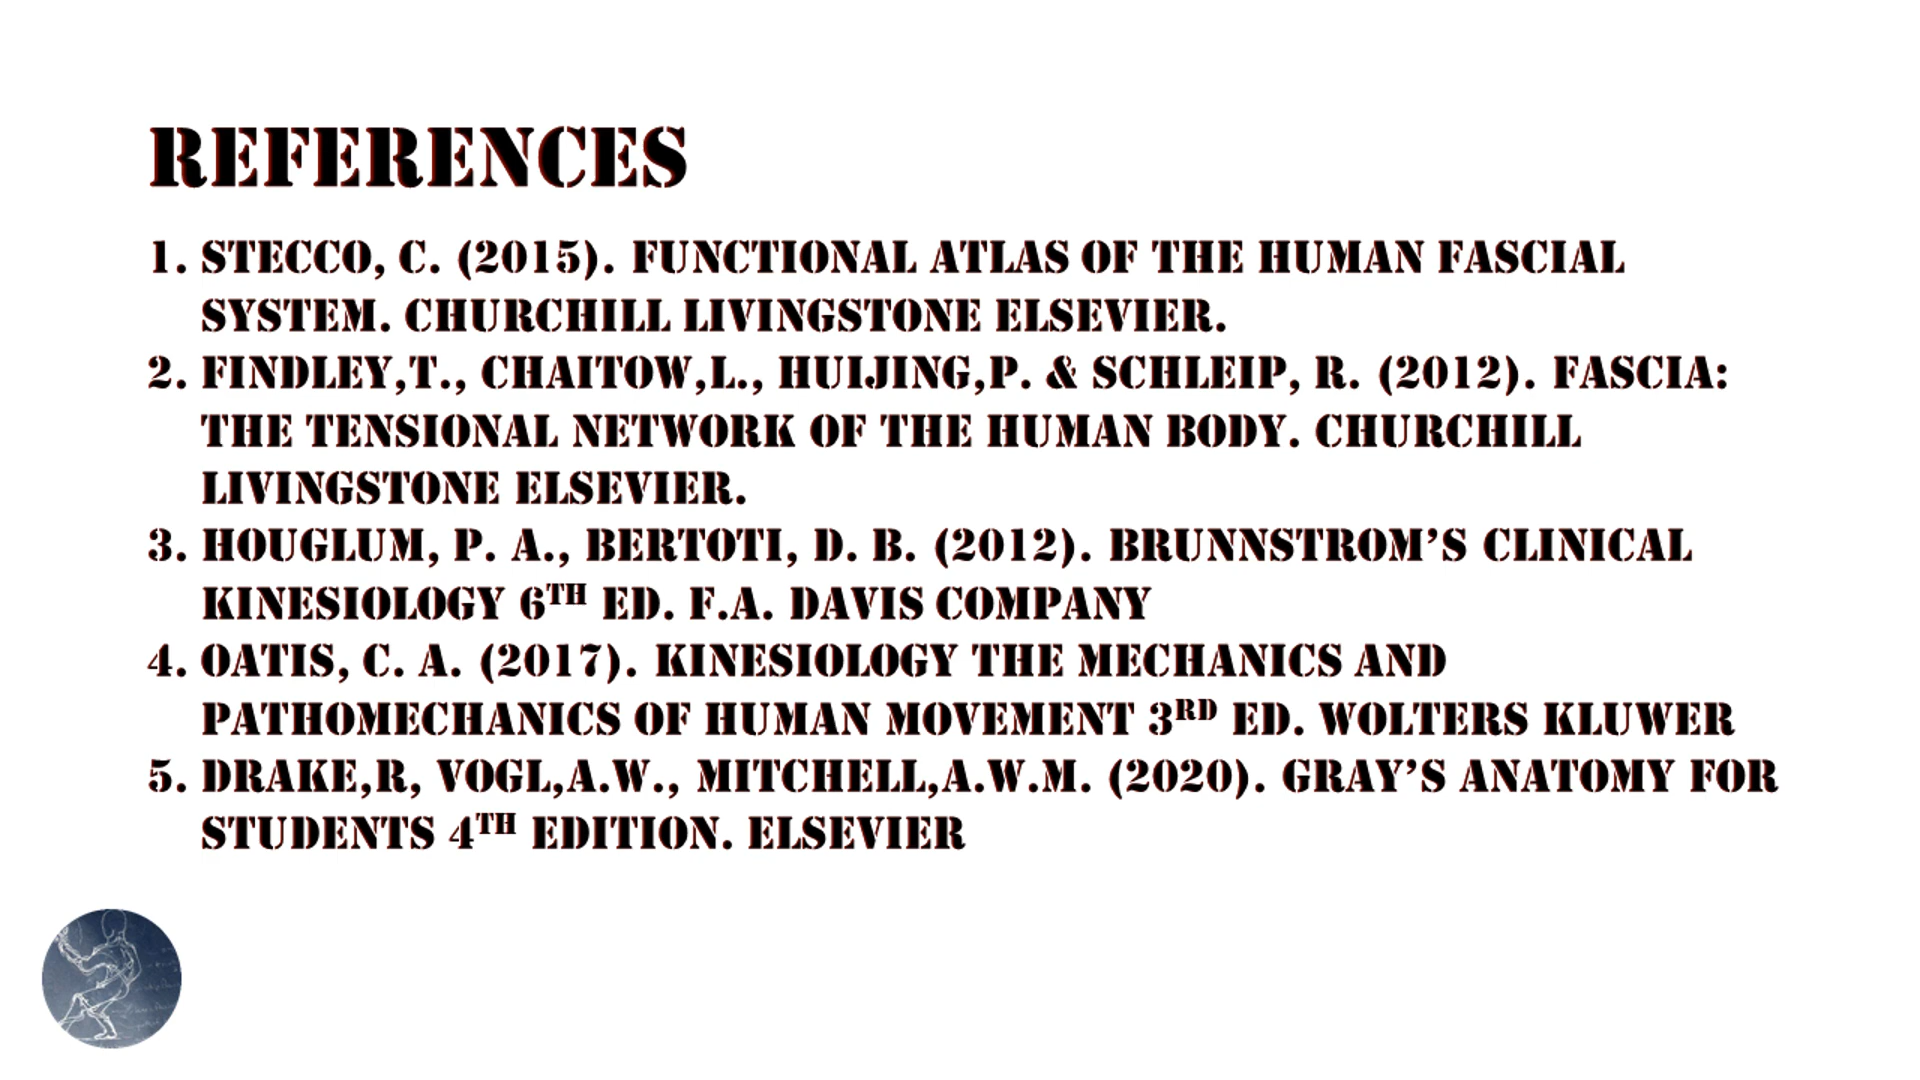 REFERENCES
1. STECCO, C. (2015). FUNCTIONAL ATLAS OF THE HUMAN FASCIAL
SYSTEM. CHURCHILL LIVINGSTONE ELSEVIER.
2. FINDLEY,T., CHAITOW,L., HUIJING,P. & SCHLEIP, R. (2012). FASCIA:
THE TENSIONAL NETWORK OF THE HUMAN BODY. CHURCHILL
LIVINGSTONE ELSEVIER.
3. HOUGLUM, P. A., BERTOTI, D. B. (2012). BRUNNSTROM’S CLINICAL
KINESIOLOGY 6TH ED. F.A. DAVIS COMPANY
4. OATIS, C. A. (2017). KINESIOLOGY THE MECHANICS AND
PATHOMECHANICS OF HUMAN MOVEMENT 3RD ED. WOLTERS KLUWER
5. DRAKE,R, VOGL,A.W., MITCHELL,A.W.M. (2020). GRAY’S ANATOMY FOR
STUDENTS 4TH EDITION. ELSEVIER